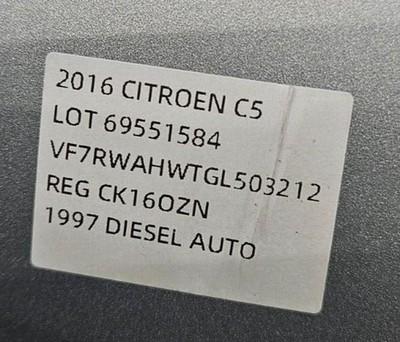 2016 CITROEN C5
LOT 69551584
VF7RWAHWTGL503212
REG CK16OZN
1997 DIESEL AUTO